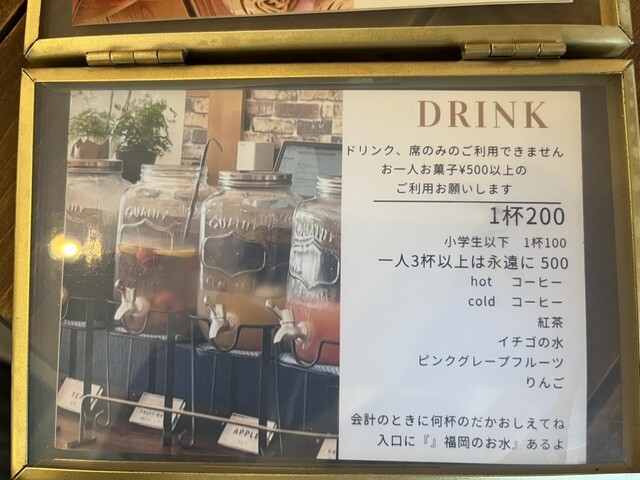 DRINK
ドリンク、席のみのご利用できません
お一人お菓子¥500以上の
ご利用お願いします
1杯200
小学生以下 1杯100
一人3杯以上は永遠に 500
hot コーヒー
cold コーヒー
紅茶
イチゴの水
ピンクグレープフルーツ
りんご
会計のときに何杯のだかおしえてね
入口に『』福岡のお水』あるよ
QUALITY
QUALITY
QUALITY
TEA
APPLE